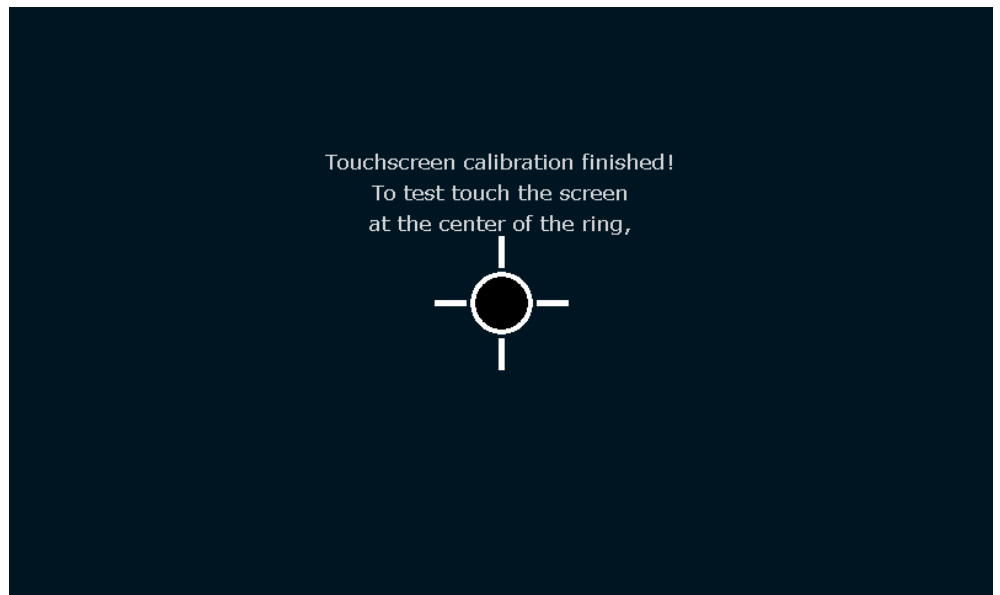 Touchscreen calibration finished!
To test touch the screen
at the center of the ring,